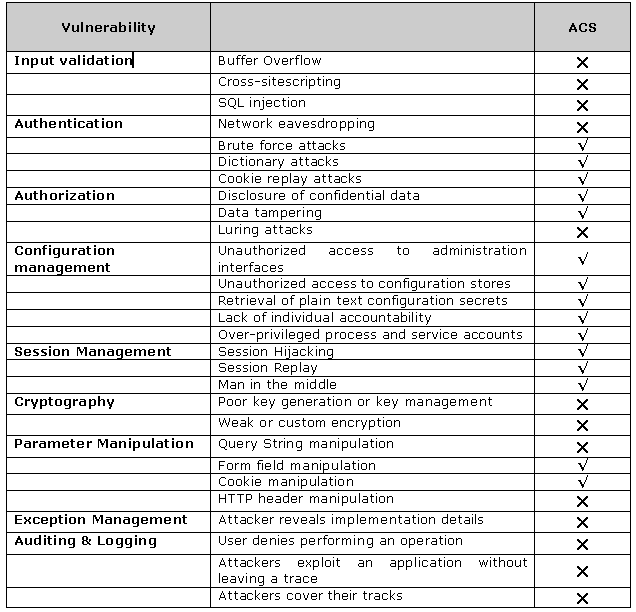 Vulnerability ACS
Input validation Buffer Overflow ×
Cross-sitescripting ×
SQL injection ×
Authentication Network eavesdropping ×
Brute force attacks √
Dictionary attacks √
Cookie replay attacks √
Authorization Disclosure of confidential data √
Data tampering √
Luring attacks ×
Configuration management Unauthorized access to administration
interfaces √
Unauthorized access to configuration stores √
Retrieval of plain text configuration secrets √
Lack of individual accountability √
Over-privileged process and service accounts √
Session Management Session Hijacking √
Session Replay √
Man in the middle √
Cryptography Poor key generation or key management ×
Weak or custom encryption ×
Parameter Manipulation Query String manipulation ×
Form field manipulation √
Cookie manipulation √
HTTP header manipulation ×
Exception Management Attacker reveals implementation details ×
Auditing & Logging User denies performing an operation ×
Attackers exploit an application without
leaving a trace ×
Attackers cover their tracks ×